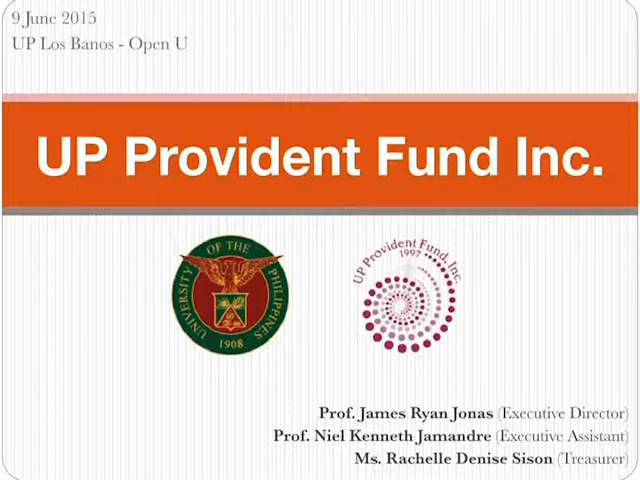 9 June 2015
UP Los Banos - Open U
UP Provident Fund Inc.
UNIVERSITY OF THE PHILIPPINES
1908
UP Provident Fund, Inc.
1997
Prof. James Ryan Jonas (Executive Director)
Prof. Niel Kenneth Jamandre (Executive Assistant)
Ms. Rachelle Denise Sison (Treasurer)